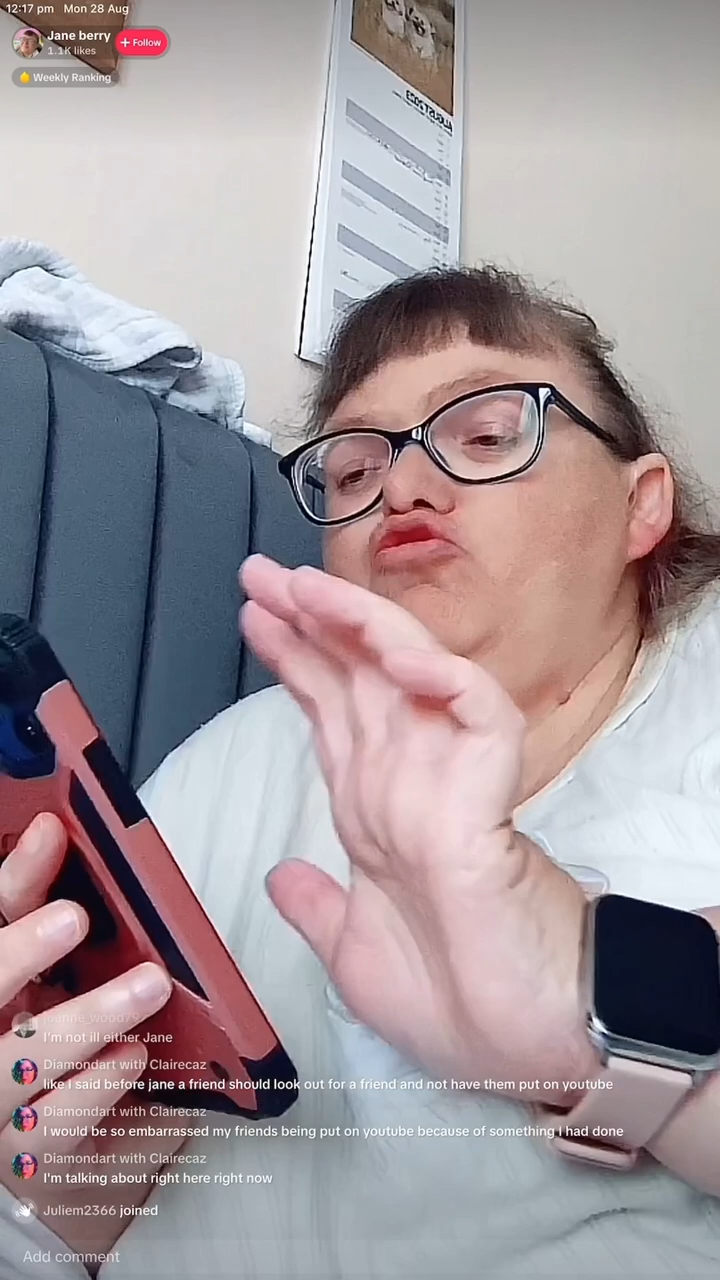 12:17 pm Mon 28 Aug
Jane berry
1.1K likes
+ Follow
Weekly Ranking
AUGUST 2023
joanne_wood79
I'm not ill either Jane
Diamondart with Clairecaz
like I said before jane a friend should look out for a friend and not have them put on youtube
Diamondart with Clairecaz
I would be so embarrassed my friends being put on youtube because of something I had done
Diamondart with Clairecaz
I'm talking about right here right now
Juliem2366 joined
Add comment